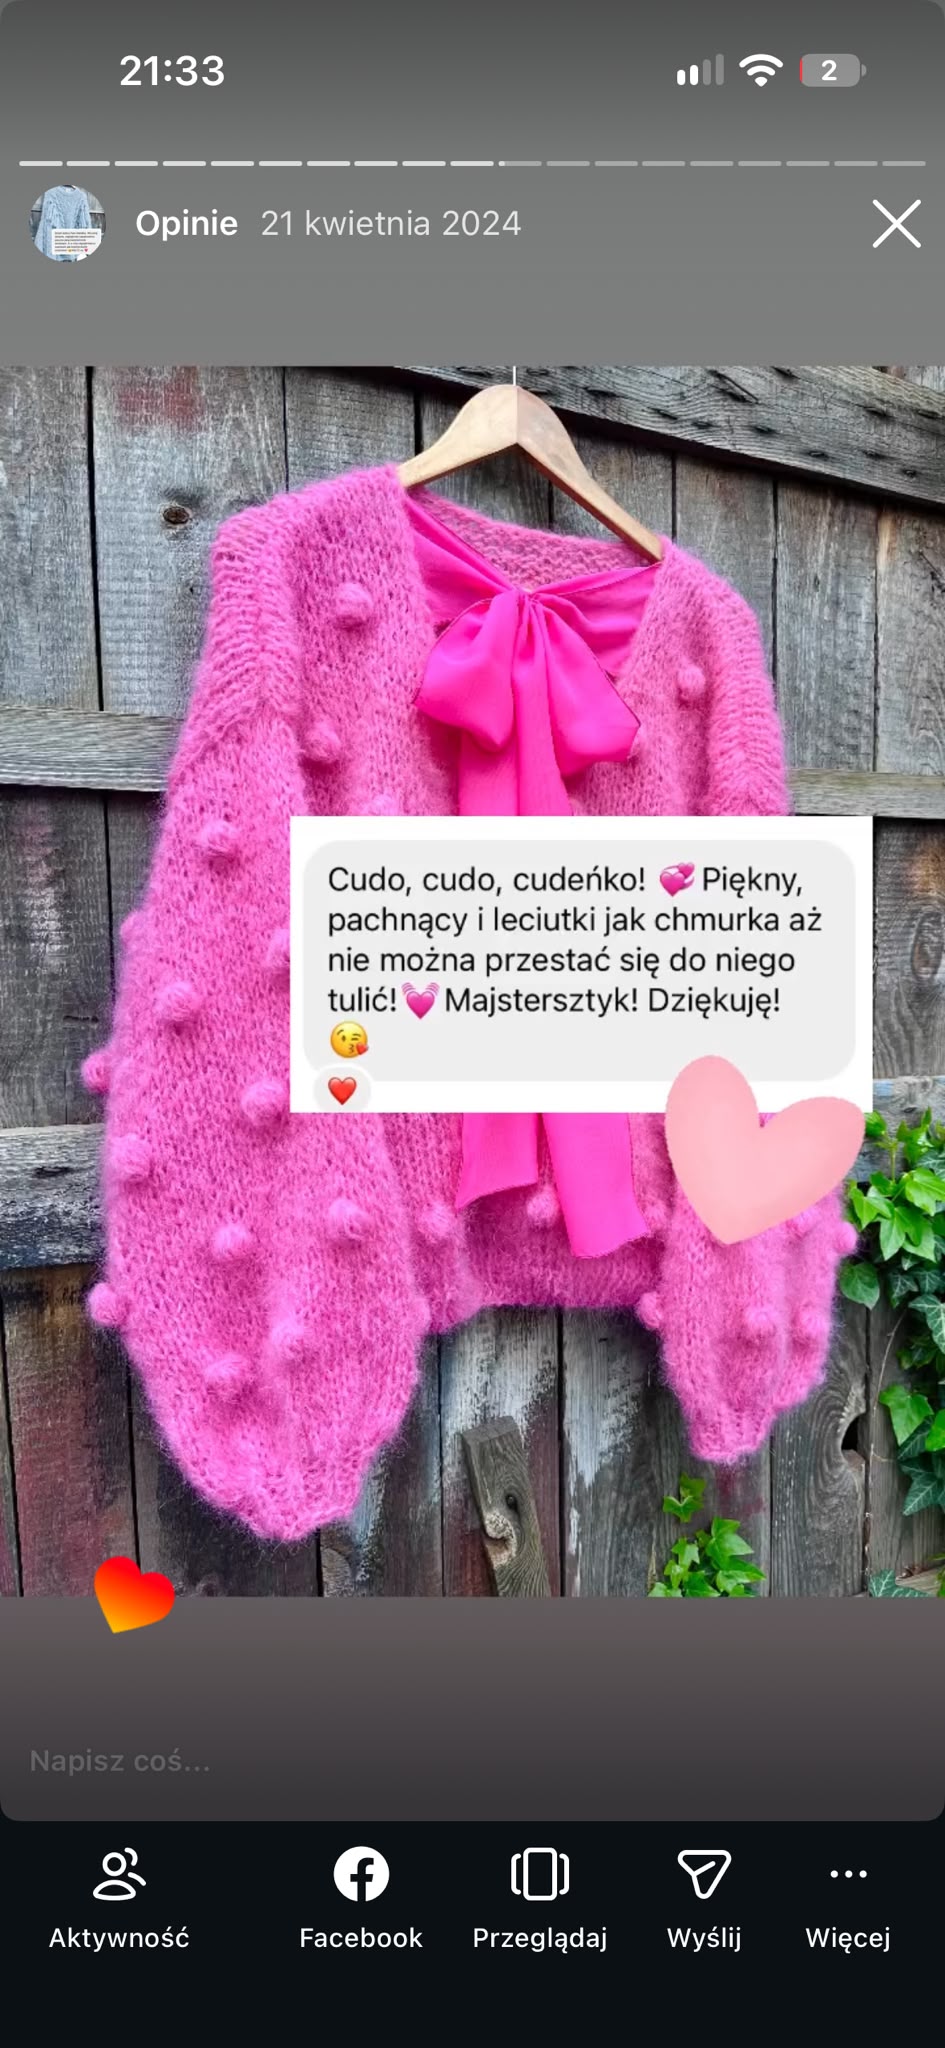 21:33
2
Opinie 21 kwietnia 2024
Cudo, cudo, cudeńko! 💞 Piękny,
pachnący i leciutki jak chmurka aż
nie można przestać się do niego
tulić!💓 Majstersztyk! Dziękuję!
😘
❤️
Napisz coś...
Aktywność Facebook Przeglądaj Wyślij Więcej